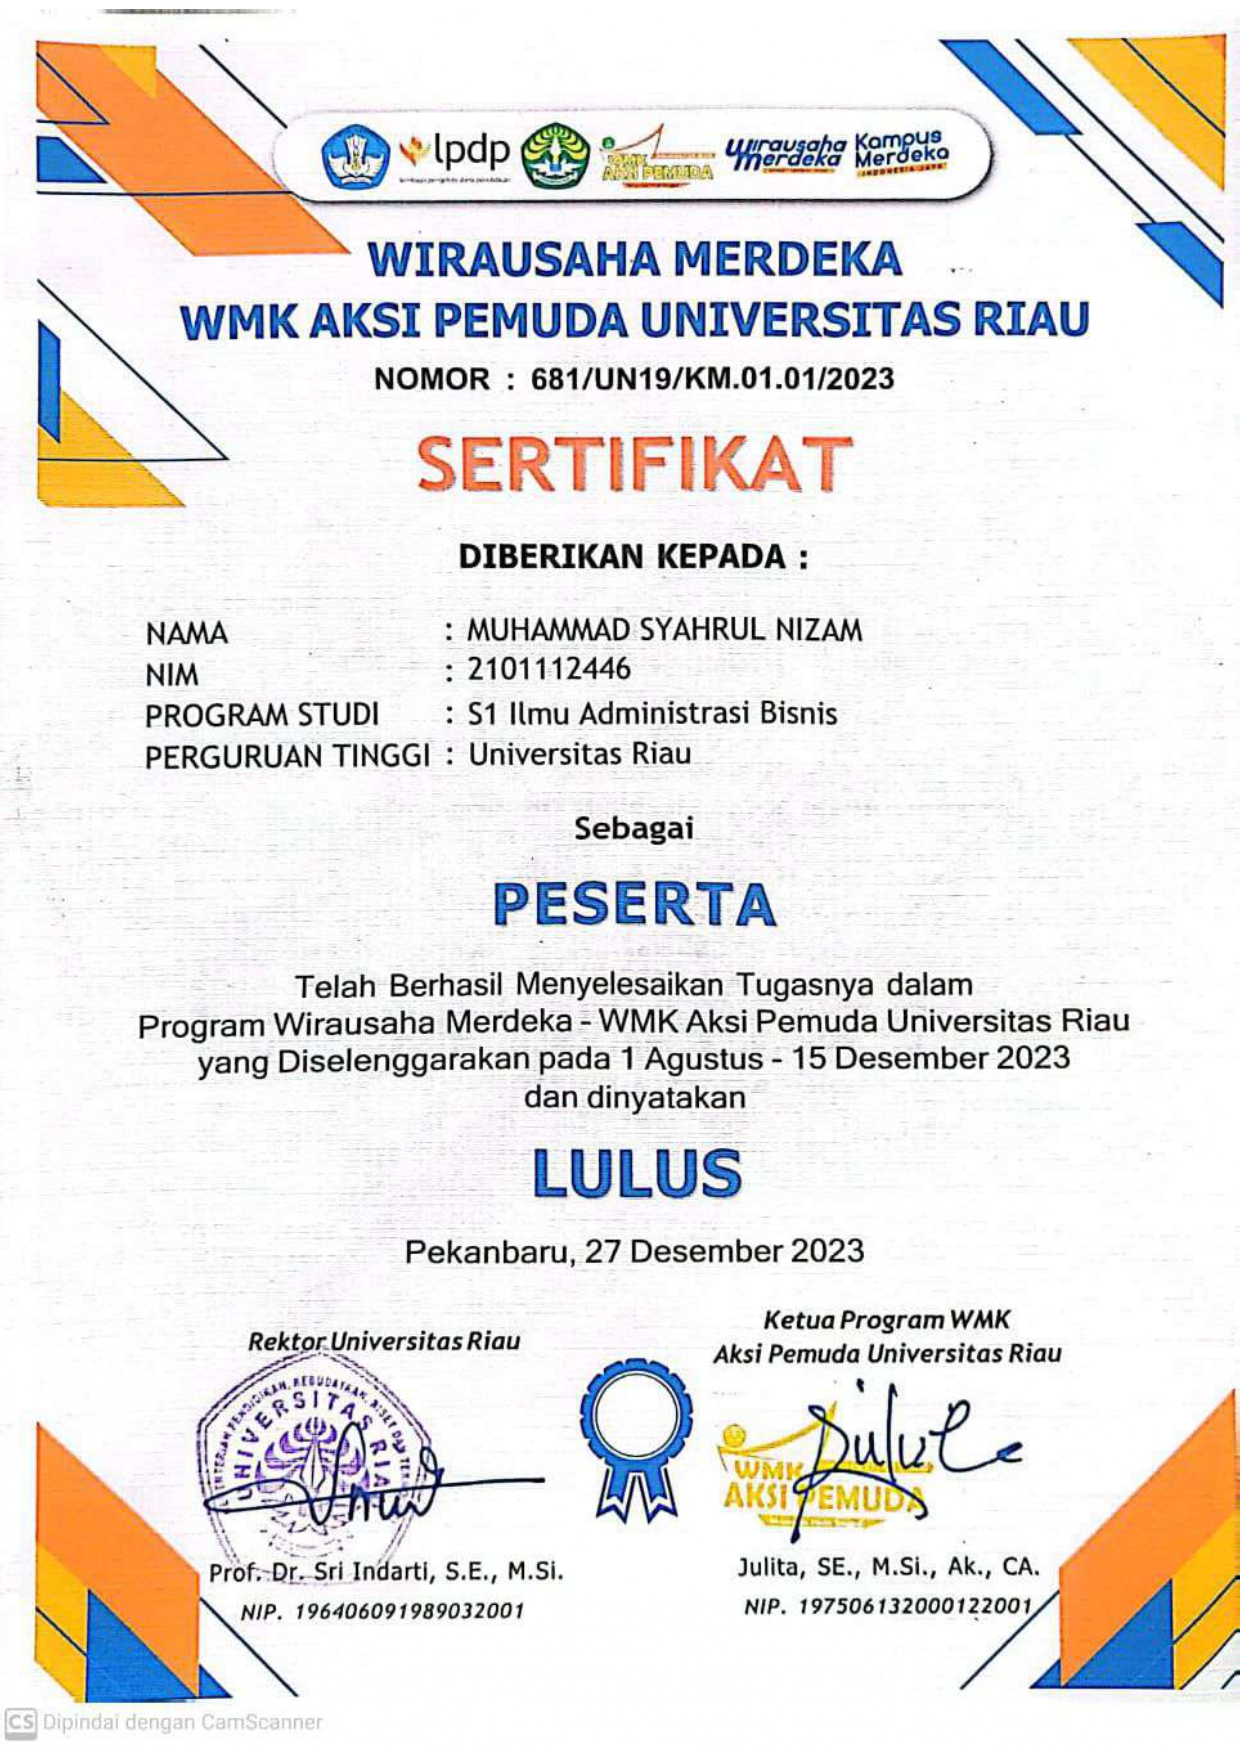 lpdp
WMK
AKSI PEMUDA
Wirausaha Merdeka
Kampus Merdeka
INDONESIA JAYA
WIRAUSAHA MERDEKA
WMK AKSI PEMUDA UNIVERSITAS RIAU
NOMOR : 681/UN19/KM.01.01/2023
SERTIFIKAT
DIBERIKAN KEPADA :
NAMA : MUHAMMAD SYAHRUL NIZAM
NIM : 2101112446
PROGRAM STUDI : S1 Ilmu Administrasi Bisnis
PERGURUAN TINGGI : Universitas Riau
Sebagai
PESERTA
Telah Berhasil Menyelesaikan Tugasnya dalam
Program Wirausaha Merdeka - WMK Aksi Pemuda Universitas Riau
yang Diselenggarakan pada 1 Agustus - 15 Desember 2023
dan dinyatakan
LULUS
Pekanbaru, 27 Desember 2023
Rektor Universitas Riau
UNIVERSITAS RIAU
Prof. Dr. Sri Indarti, S.E., M.Si.
NIP. 196406091989032001
Ketua Program WMK
Aksi Pemuda Universitas Riau
WMK
AKSI PEMUDA
Julita, SE., M.Si., Ak., CA.
NIP. 197506132000122001
CS Dipindai dengan CamScanner